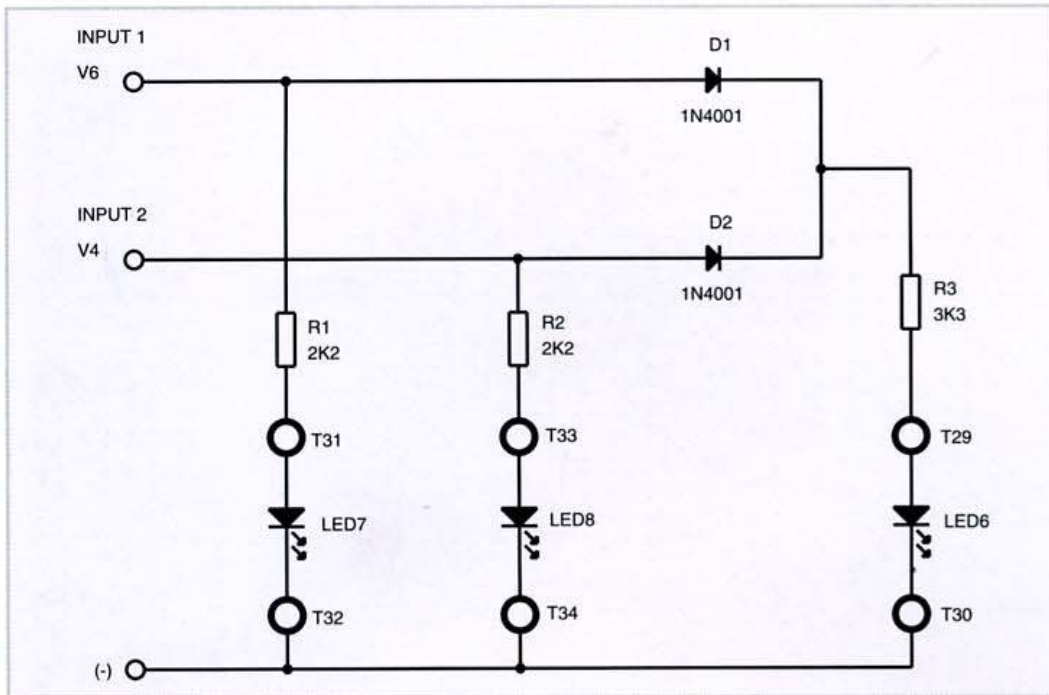 INPUT 1
V6
D1
1N4001
INPUT 2
V4
D2
1N4001
R1
2K2
R2
2K2
R3
3K3
T31
T33
T29
LED7
LED8
LED6
T32
T34
T30
(-)